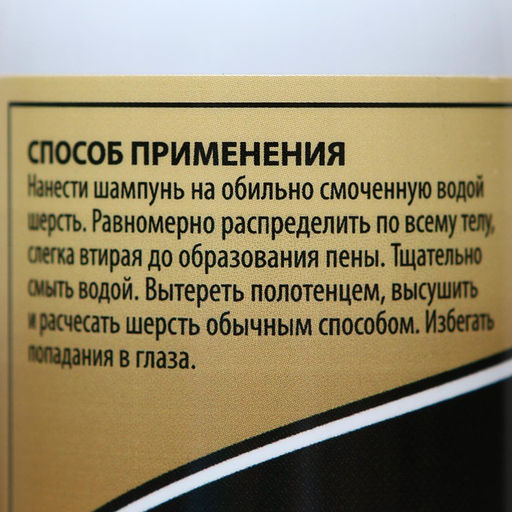 СПОСОБ ПРИМЕНЕНИЯ
Нанести шампунь на обильно смоченную водой
шерсть. Равномерно распределить по всему телу,
слегка втирая до образования пены. Тщательно
смыть водой. Вытереть полотенцем, высушить
и расчесать шерсть обычным способом. Избегать
попадания в глаза.